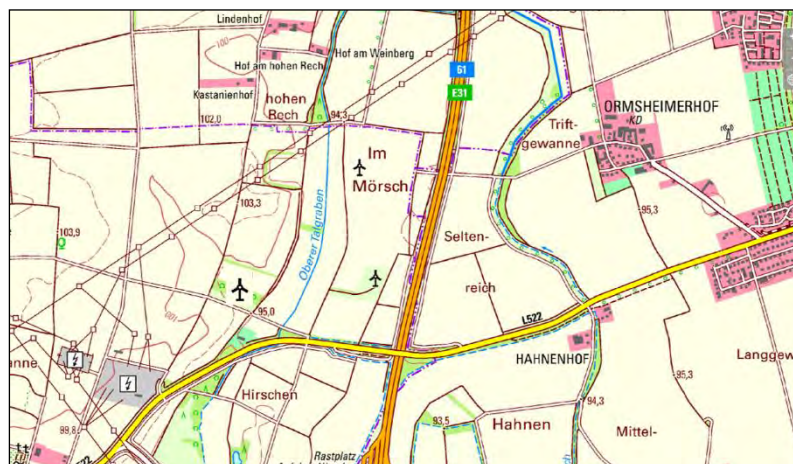 Lindenhof
100
Hof am Weinberg
Hof am hohen Rech
61
E31
Kastanienhof
hohen
Rech
94,3
102,0
ORMSHEIMERHOF
KD
Trift-
gewanne
Im
Mörsch
103,3
95,3
103,9
Q
Oberer Talgraben
Selten-
reich
95,0
100
L522
HAHNENHOF
Langgew
anne
95,3
Hirschen
94,3
93,5
Hahnen
Mittel-
99,8
Rastplatz